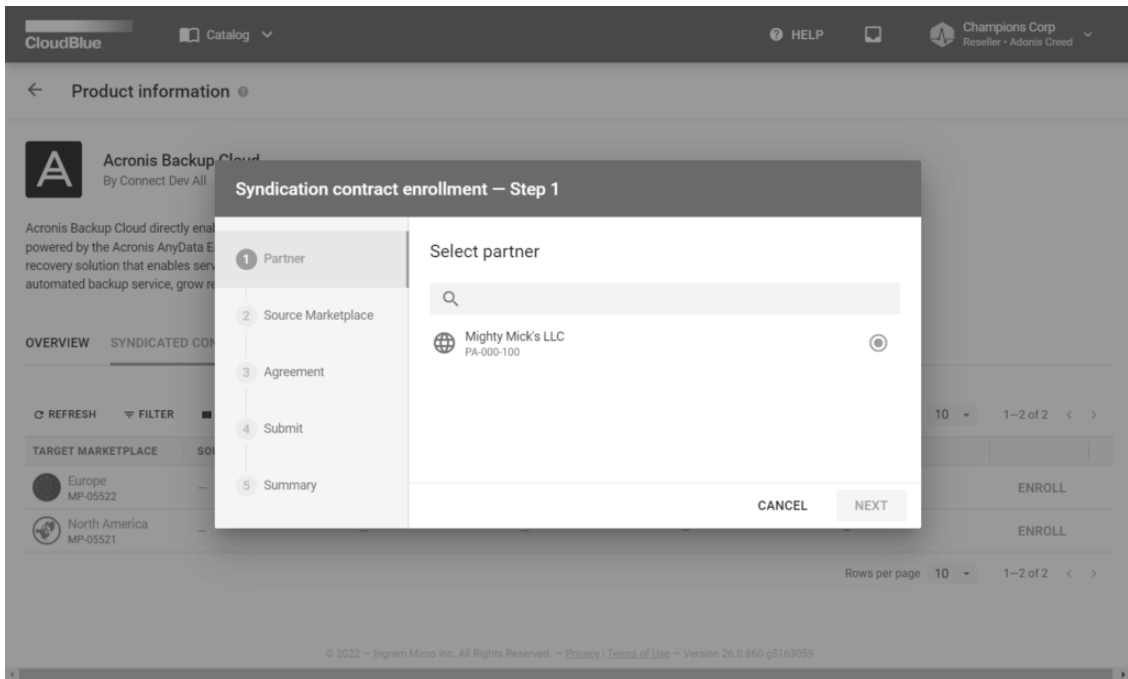 CloudBlue
Catalog
HELP
Champions Corp
Reseller • Adonis Creed
Product information
Acronis Backup Cloud
By Connect Dev All
Acronis Backup Cloud directly enal
powered by the Acronis AnyData E
recovery solution that enables serv
automated backup service, grow re
OVERVIEW SYNDICATED CON
REFRESH FILTER 10 1–2 of 2
TARGET MARKETPLACE SOU
Europe
MP-05522
— ENROLL
North America
MP-05521
— — — — — ENROLL
Rows per page 10 1–2 of 2
Syndication contract enrollment — Step 1
1 Partner
2 Source Marketplace
3 Agreement
4 Submit
5 Summary
Select partner
Mighty Mick's LLC
PA-000-100
CANCEL NEXT
© 2022 – Ingram Micro Inc. All Rights Reserved. – Privacy | Terms of Use – Version 26.0.860-g5163059